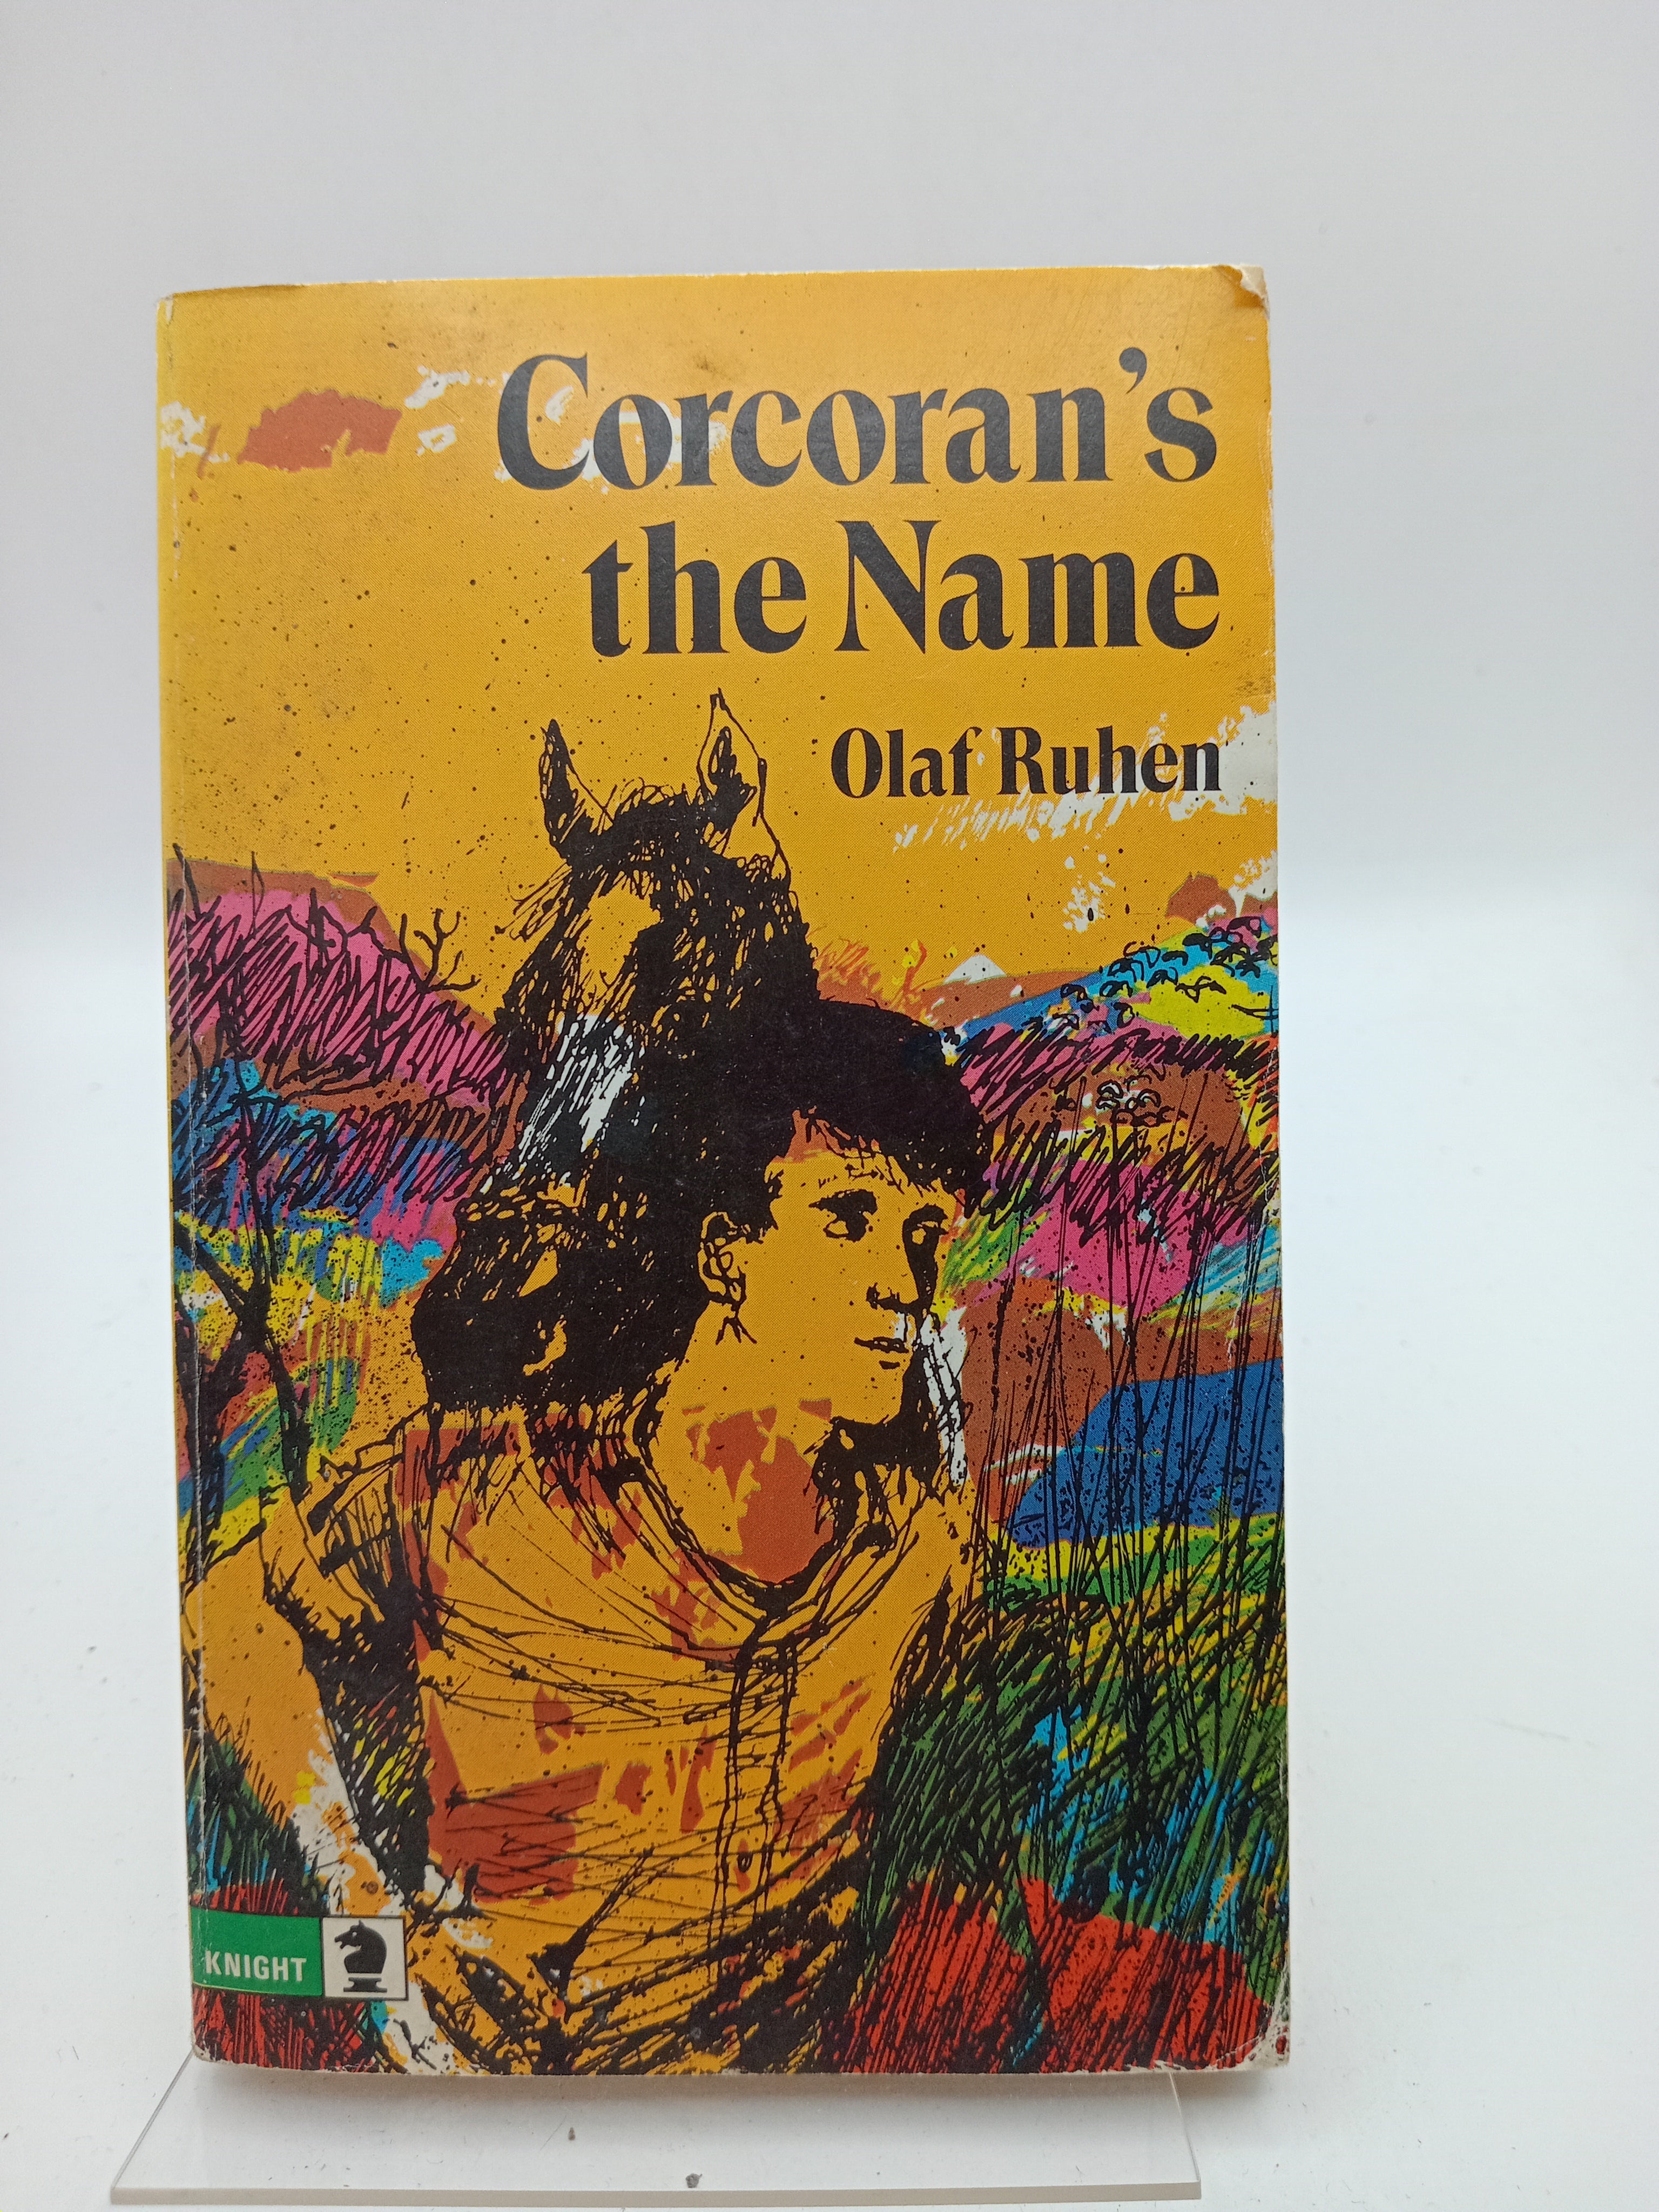 Corcoran's
the Name
Olaf Ruhen
KNIGHT